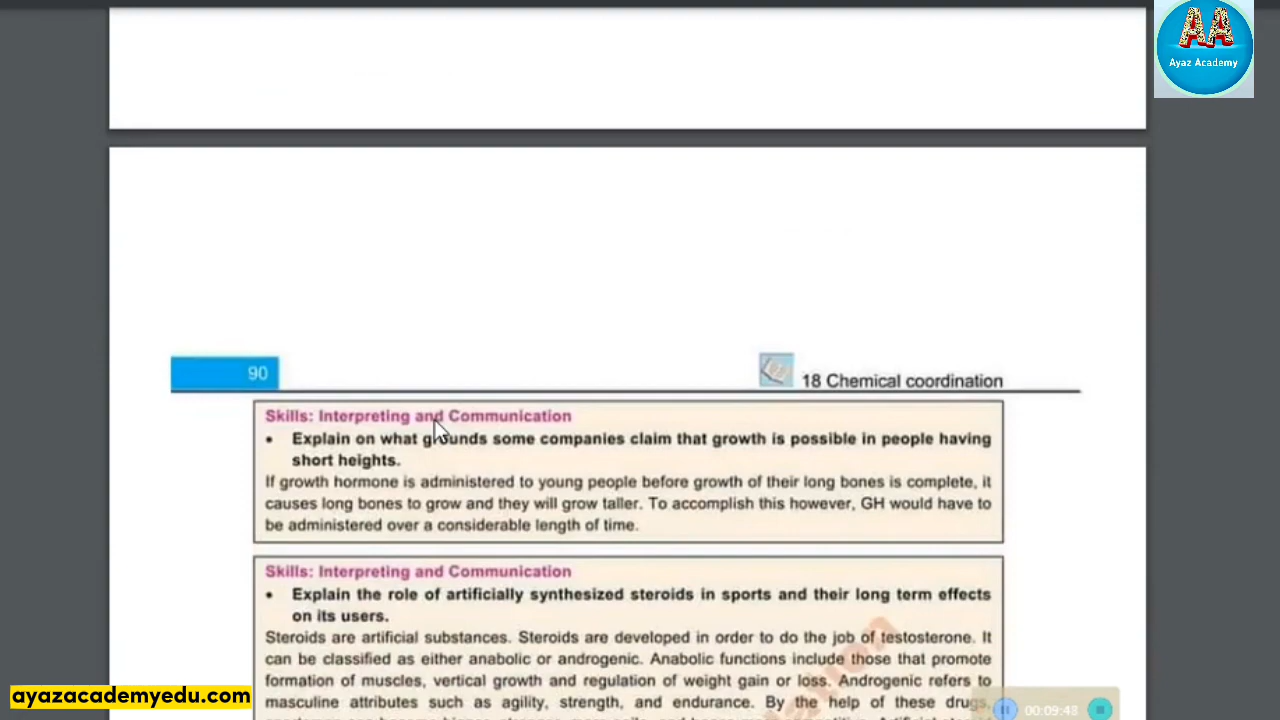 AA
Ayaz Academy
90
18 Chemical coordination
Skills: Interpreting and Communication
• Explain on what grounds some companies claim that growth is possible in people having
short heights.
If growth hormone is administered to young people before growth of their long bones is complete, it
causes long bones to grow and they will grow taller. To accomplish this however, GH would have to
be administered over a considerable length of time.
Skills: Interpreting and Communication
• Explain the role of artificially synthesized steroids in sports and their long term effects
on its users.
Steroids are artificial substances. Steroids are developed in order to do the job of testosterone. It
can be classified as either anabolic or androgenic. Anabolic functions include those that promote
formation of muscles, vertical growth and regulation of weight gain or loss. Androgenic refers to
masculine attributes such as agility, strength, and endurance. By the help of these drugs,
ayazacademyedu.com
00:09:48